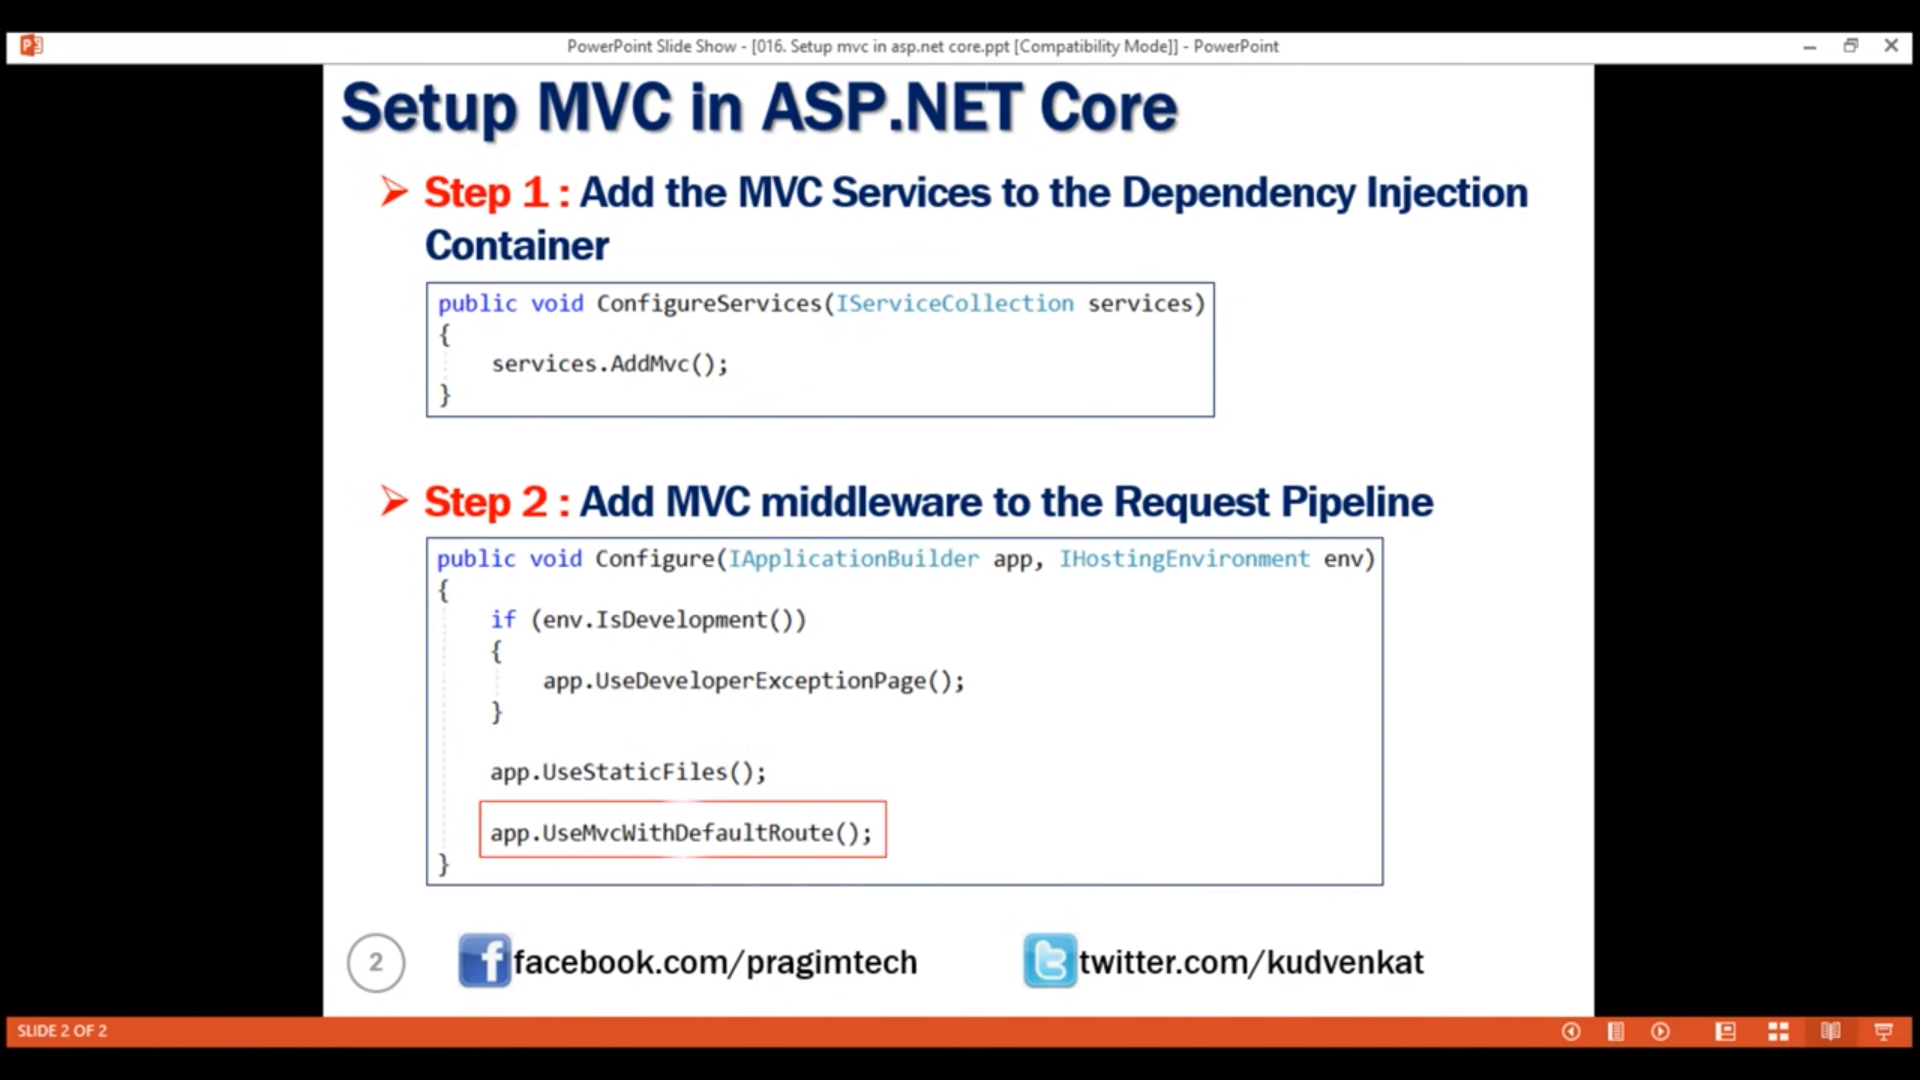 PowerPoint Slide Show - [016. Setup mvc in asp.net core.ppt [Compatibility Mode]] - PowerPoint
Setup MVC in ASP.NET Core
Step 1 : Add the MVC Services to the Dependency Injection
Container
public void ConfigureServices(IServiceCollection services)
{
    services.AddMvc();
}
Step 2 : Add MVC middleware to the Request Pipeline
public void Configure(IApplicationBuilder app, IHostingEnvironment env)
{
    if (env.IsDevelopment())
    {
        app.UseDeveloperExceptionPage();
    }
    app.UseStaticFiles();
    app.UseMvcWithDefaultRoute();
}
2 facebook.com/pragimtech twitter.com/kudvenkat
SLIDE 2 OF 2